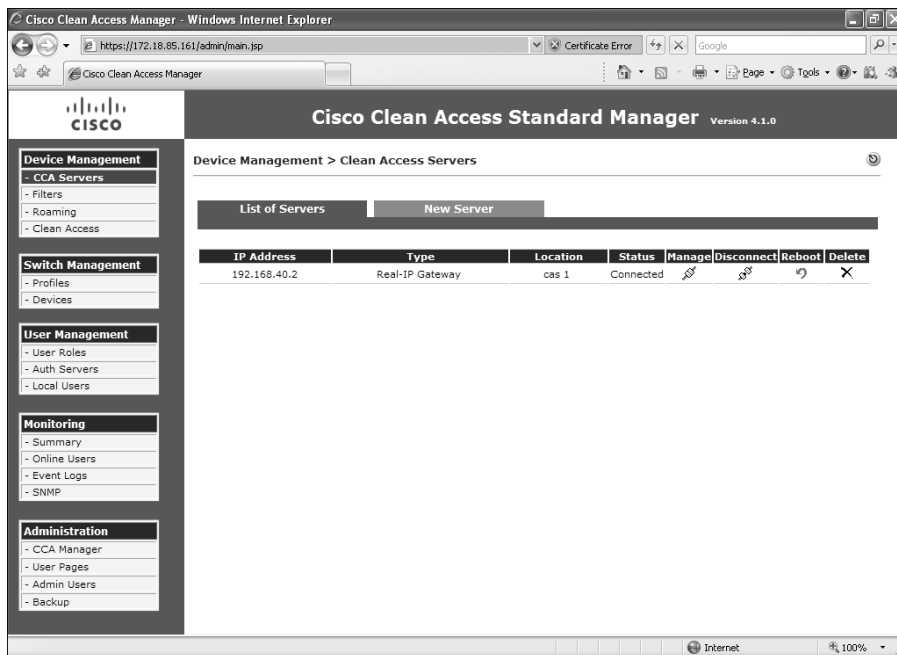 Cisco Clean Access Manager - Windows Internet Explorer
https://172.18.85.161/admin/main.jsp
Certificate Error
Google
Cisco Clean Access Manager
Page
Tools
CISCO
Cisco Clean Access Standard Manager Version 4.1.0
Device Management
- CCA Servers
- Filters
- Roaming
- Clean Access
Switch Management
- Profiles
- Devices
User Management
- User Roles
- Auth Servers
- Local Users
Monitoring
- Summary
- Online Users
- Event Logs
- SNMP
Administration
- CCA Manager
- User Pages
- Admin Users
- Backup
Device Management > Clean Access Servers
List of Servers New Server
IP Address Type Location Status Manage Disconnect Reboot Delete
192.168.40.2 Real-IP Gateway cas 1 Connected
Internet
100%